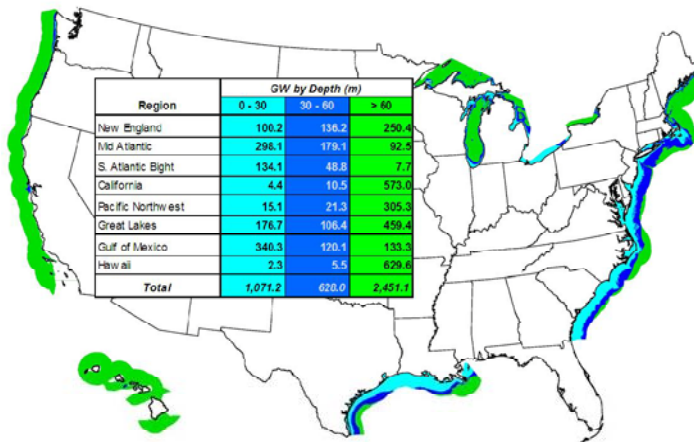 GW by Depth (m)
Region 0 - 30 30 - 60 > 60
New England 100.2 136.2 250.4
Mid Atlantic 298.1 179.1 92.5
S. Atlantic Bight 134.1 48.8 7.7
California 4.4 10.5 573.0
Pacific Northwest 15.1 21.3 305.3
Great Lakes 176.7 106.4 459.4
Gulf of Mexico 340.3 120.1 133.3
Hawaii 2.3 5.5 629.6
Total 1,071.2 628.0 2,451.1